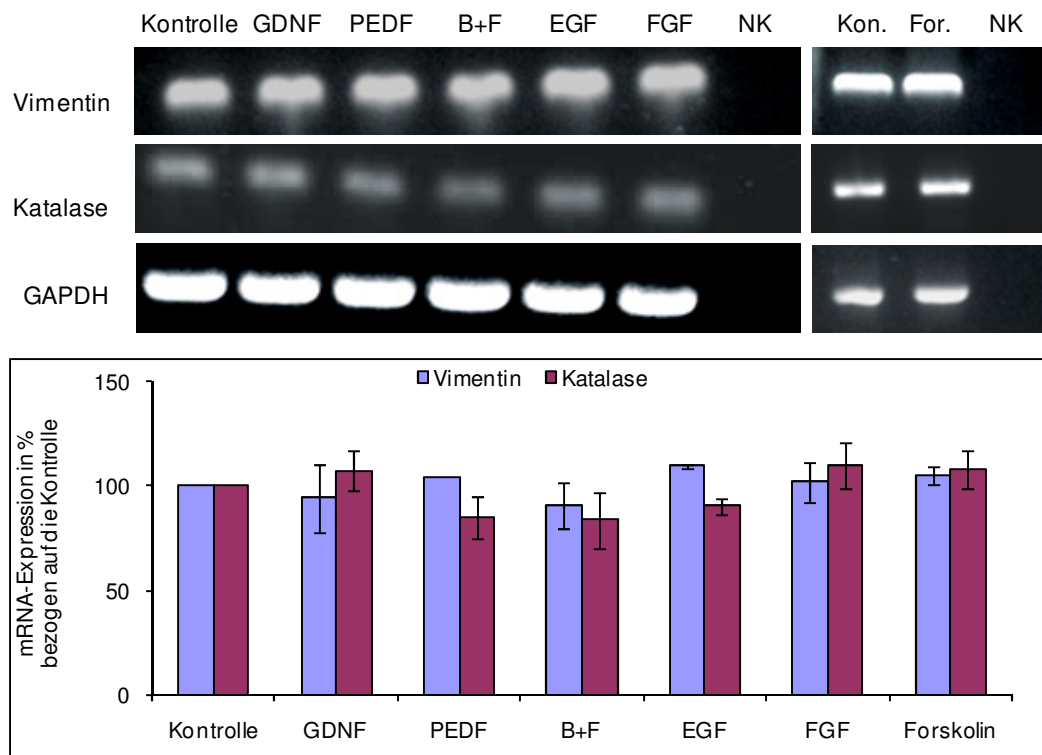 Kontrolle GDNF PEDF B+F EGF FGF NK Kon. For. NK
Vimentin
Katalase
GAPDH
mRNA-Expression in %
bezogen auf die Kontrolle
150
100
50
0
Vimentin Katalase
Kontrolle GDNF PEDF B+F EGF FGF Forskolin